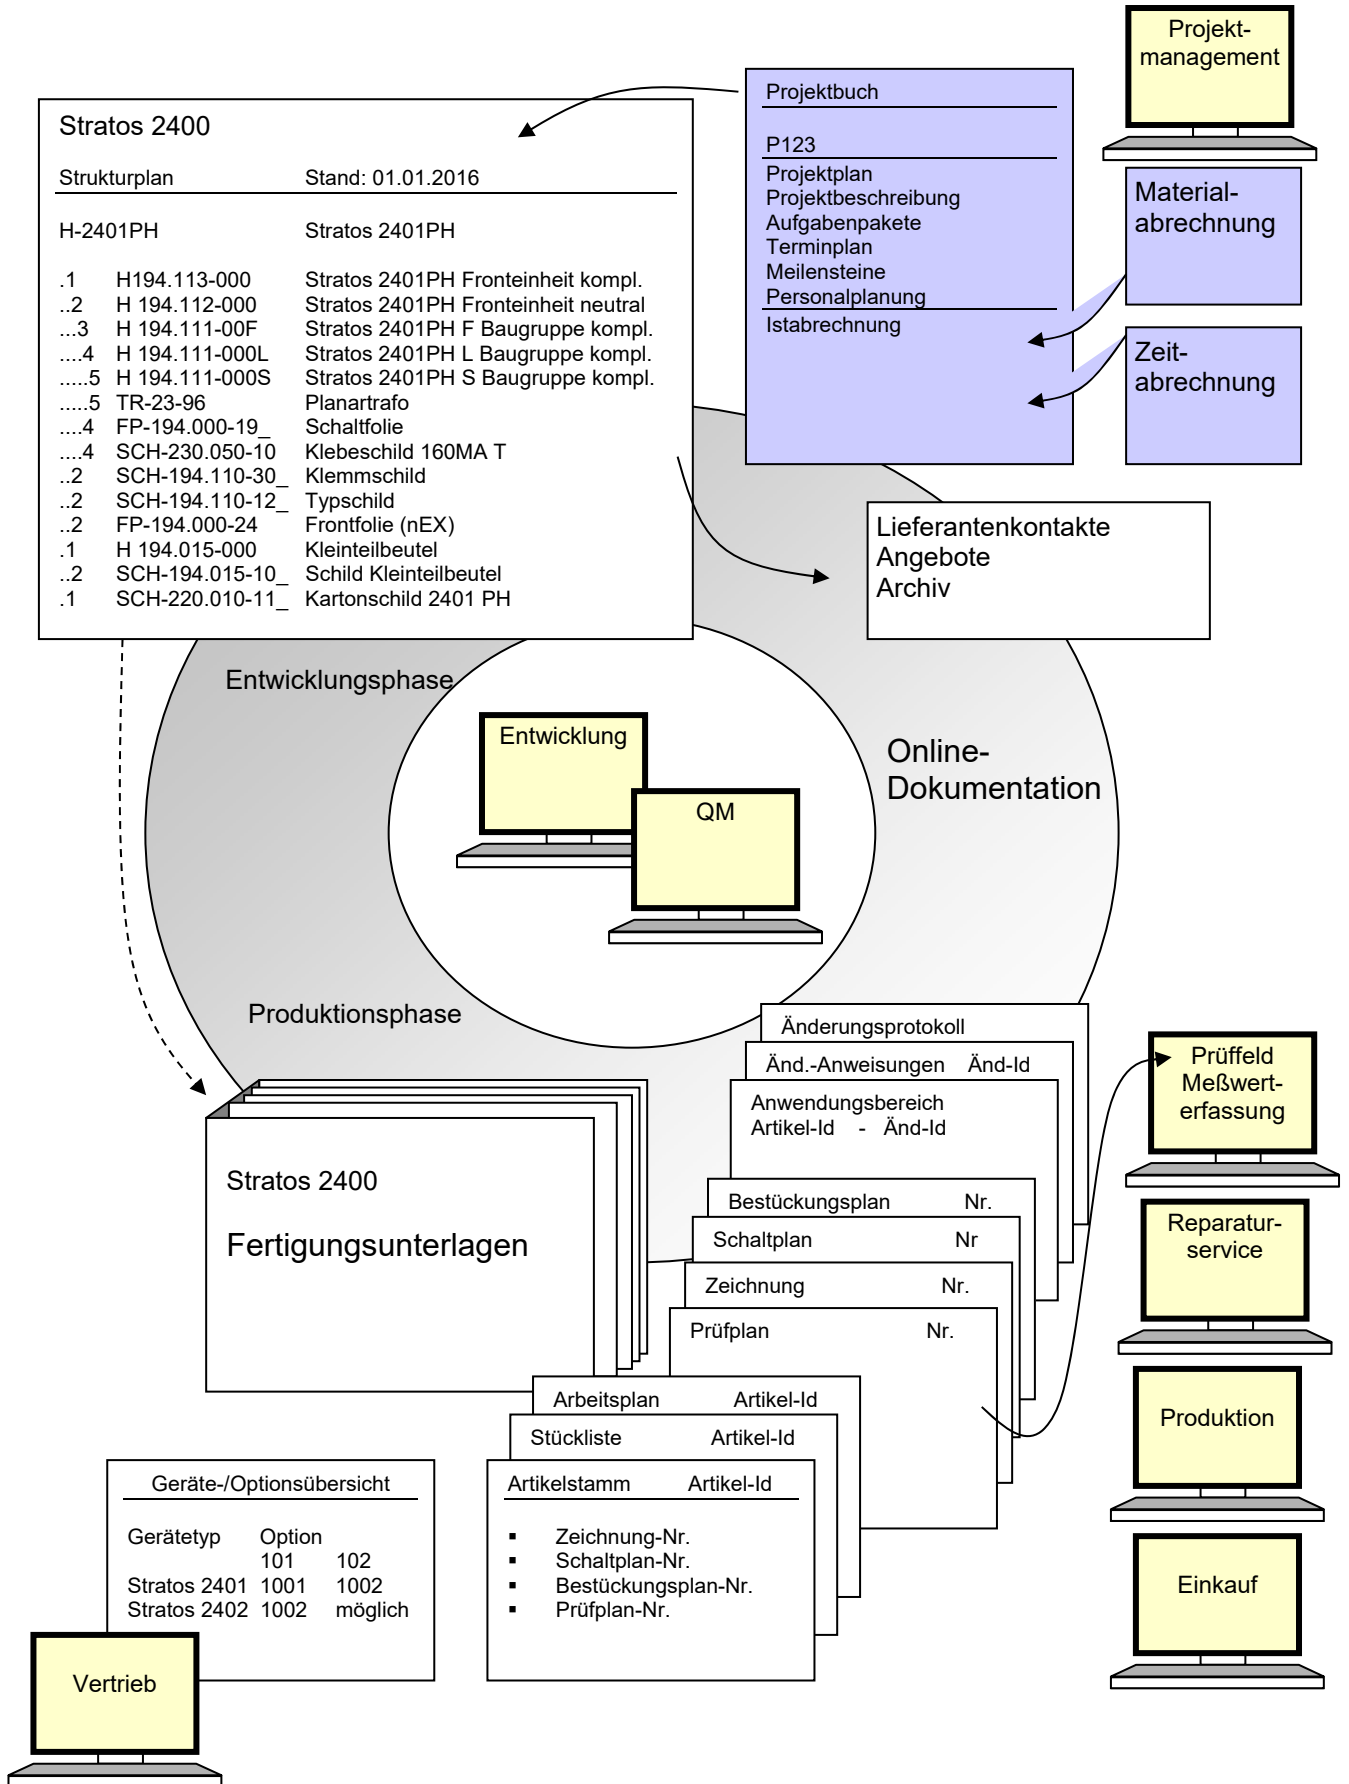 Projekt-
management
Projektbuch
P123
Projektplan
Projektbeschreibung
Aufgabenpakete
Terminplan
Meilensteine
Personalplanung
Istabrechnung
Material-
abrechnung
Zeit-
abrechnung
Stratos 2400
Strukturplan Stand: 01.01.2016
H-2401PH Stratos 2401PH
.1 H194.113-000 Stratos 2401PH Fronteinheit kompl.
..2 H 194.112-000 Stratos 2401PH Fronteinheit neutral
...3 H 194.111-00F Stratos 2401PH F Baugruppe kompl.
....4 H 194.111-000L Stratos 2401PH L Baugruppe kompl.
.....5 H 194.111-000S Stratos 2401PH S Baugruppe kompl.
.....5 TR-23-96 Planartrafo
....4 FP-194.000-19_ Schaltfolie
....4 SCH-230.050-10 Klebeschild 160MA T
..2 SCH-194.110-30_ Klemmschild
..2 SCH-194.110-12_ Typschild
..2 FP-194.000-24 Frontfolie (nEX)
.1 H 194.015-000 Kleinteilbeutel
..2 SCH-194.015-10_ Schild Kleinteilbeutel
.1 SCH-220.010-11_ Kartonschild 2401 PH
Lieferantenkontakte
Angebote
Archiv
Entwicklungsphase
Entwicklung
QM
Online-
Dokumentation
Produktionsphase
Änderungsprotokoll
Änd.-Anweisungen Änd-Id
Anwendungsbereich
Artikel-Id - Änd-Id
Bestückungsplan Nr.
Schaltplan Nr
Zeichnung Nr.
Prüfplan Nr.
Arbeitsplan Artikel-Id
Stückliste Artikel-Id
Artikelstamm Artikel-Id
▪ Zeichnung-Nr.
▪ Schaltplan-Nr.
▪ Bestückungsplan-Nr.
▪ Prüfplan-Nr.
Stratos 2400
Fertigungsunterlagen
Geräte-/Optionsübersicht
Gerätetyp Option
101 102
Stratos 2401 1001 1002
Stratos 2402 1002 möglich
Vertrieb
Prüffeld
Meßwert-
erfassung
Reparatur-
service
Produktion
Einkauf